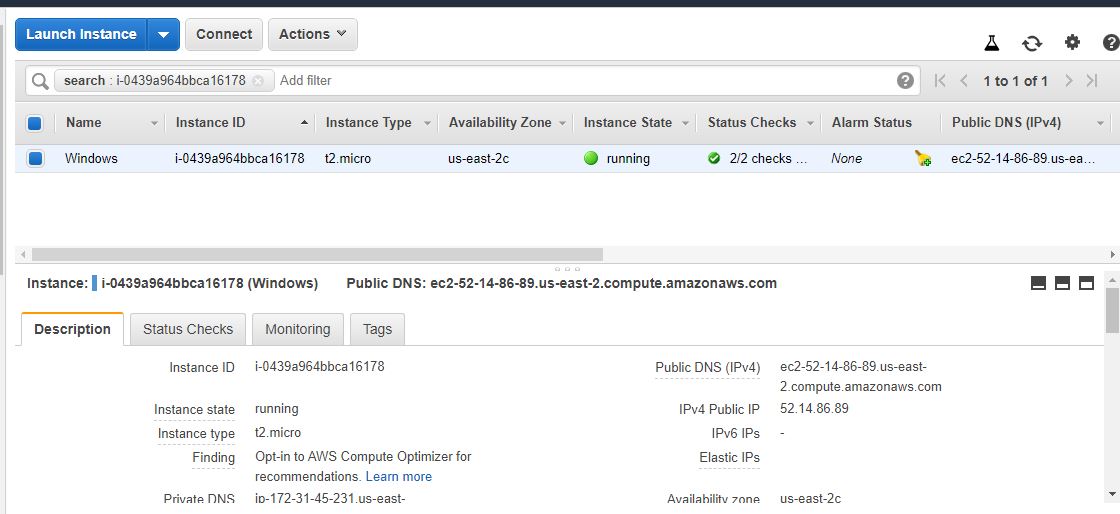 Launch Instance Connect Actions
search : i-0439a964bbca16178 Add filter 1 to 1 of 1
Name Instance ID Instance Type Availability Zone Instance State Status Checks Alarm Status Public DNS (IPv4)
Windows i-0439a964bbca16178 t2.micro us-east-2c running 2/2 checks ... None ec2-52-14-86-89.us-ea...
Instance: i-0439a964bbca16178 (Windows) Public DNS: ec2-52-14-86-89.us-east-2.compute.amazonaws.com
Description Status Checks Monitoring Tags
Instance ID i-0439a964bbca16178 Public DNS (IPv4) ec2-52-14-86-89.us-east-
2.compute.amazonaws.com
Instance state running IPv4 Public IP 52.14.86.89
Instance type t2.micro IPv6 IPs -
Finding Opt-in to AWS Compute Optimizer for Elastic IPs
recommendations. Learn more
Private DNS ip-172-31-45-231.us-east- Availability zone us-east-2c